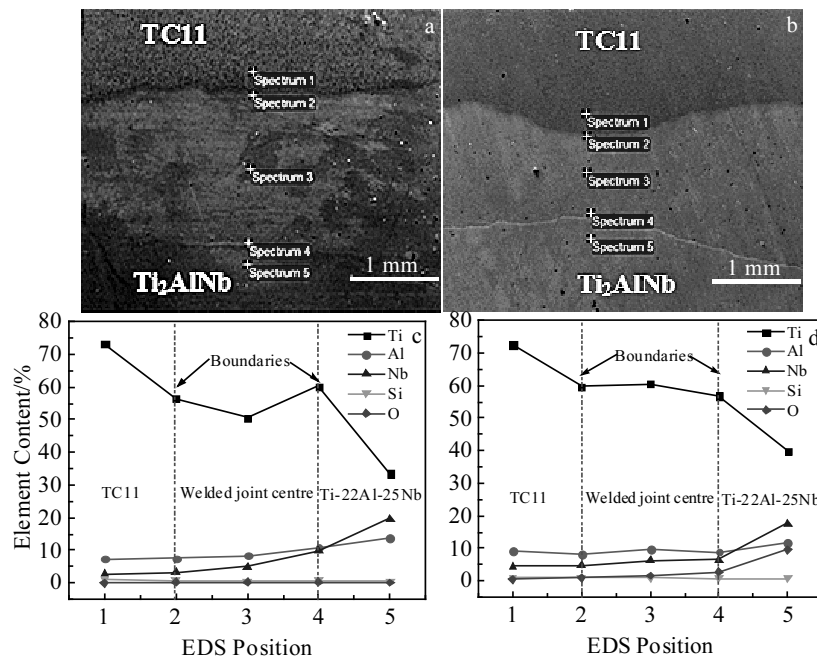 TC11
a
Spectrum 1
Spectrum 2
Spectrum 3
Spectrum 4
Spectrum 5
Ti₂AlNb
1 mm
TC11
b
Spectrum 1
Spectrum 2
Spectrum 3
Spectrum 4
Spectrum 5
Ti₂AlNb
1 mm
Element Content/%
80
70
60
50
40
30
20
10
0
Boundaries
Ti
Al
Nb
Si
O
c
TC11
Welded joint centre
Ti-22Al-25Nb
1 2 3 4 5
EDS Position
80
70
60
50
40
30
20
10
0
Boundaries
Ti
Al
Nb
Si
O
d
TC11
Welded joint centre
Ti-22Al-25Nb
1 2 3 4 5
EDS Position